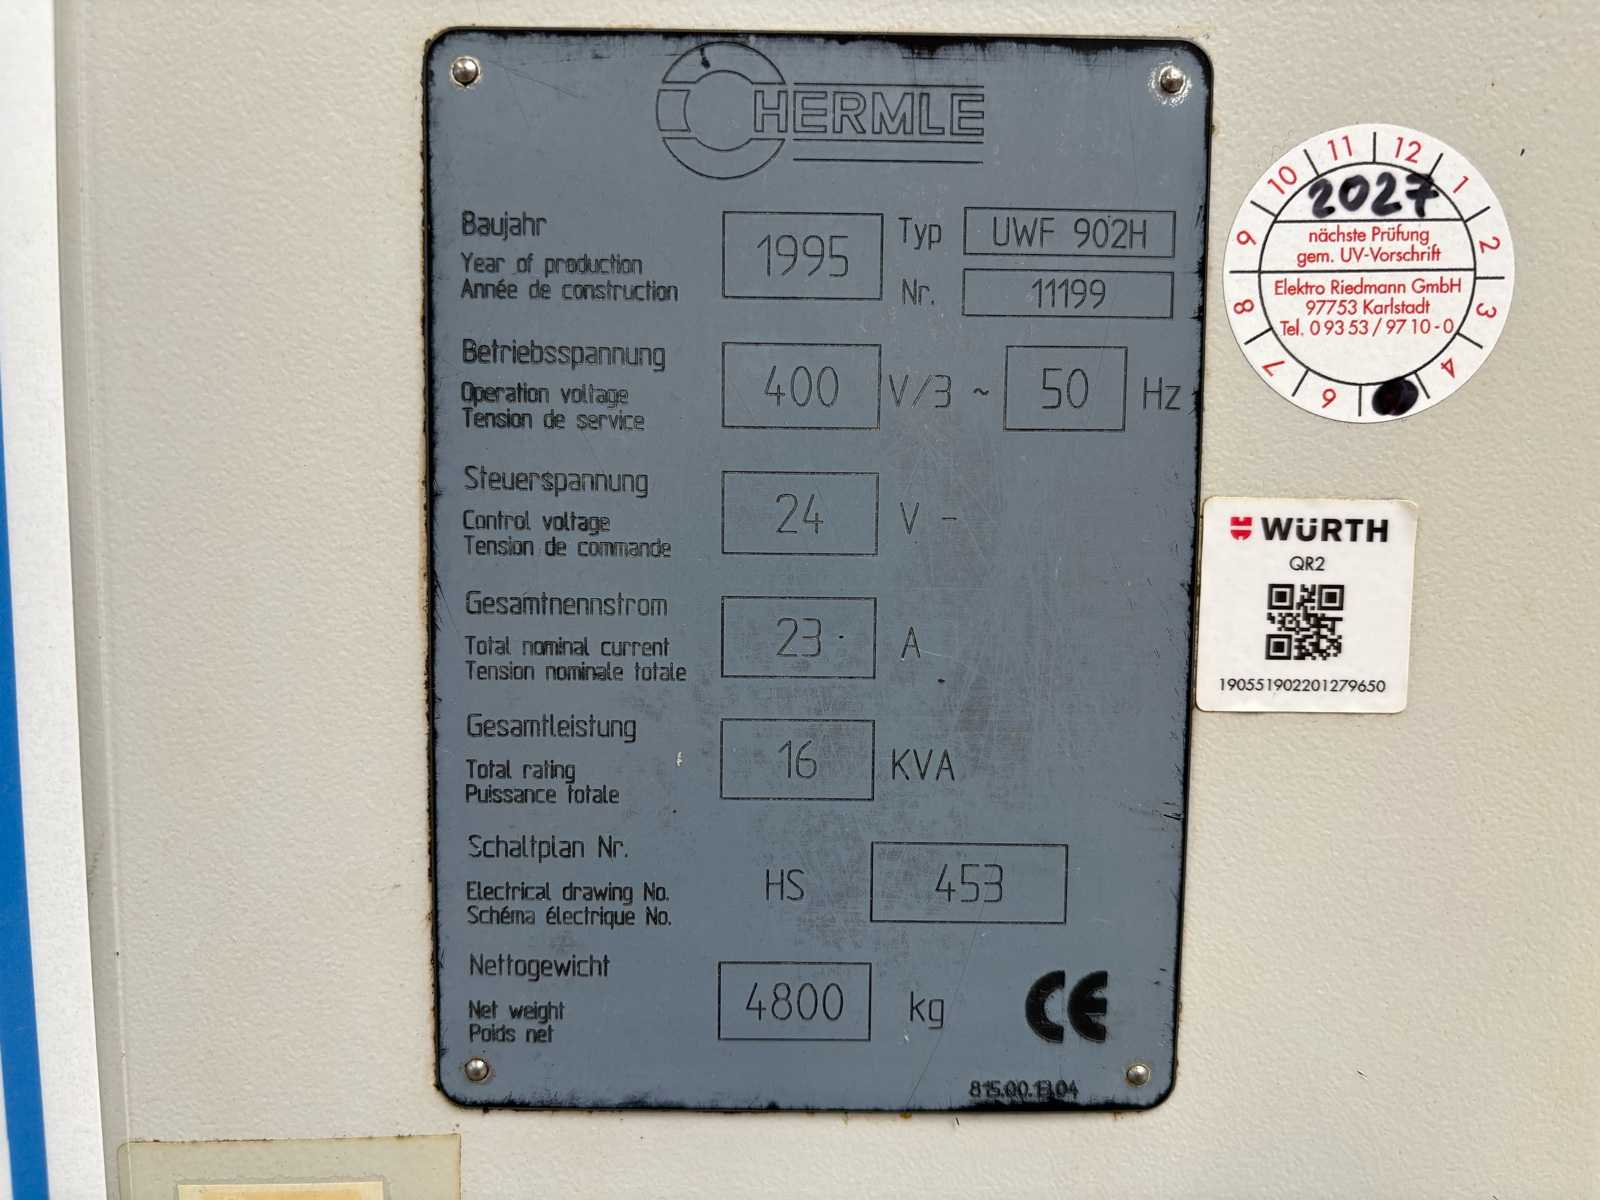 HERMLE
Baujahr
Year of production
Année de construction
1995
Typ UWF 902H
Nr. 11199
Betriebsspannung
Operation voltage
Tension de service
400 V/3 ~ 50 Hz
Steuerspannung
Control voltage
Tension de commande
24 V -
Gesamtnennstrom
Total nominal current
Tension nominale totale
23 A
Gesamtleistung
Total rating
Puissance totale
16 KVA
Schaltplan Nr.
Electrical drawing No.
Schéma électrique No.
HS 453
Nettogewicht
Net weight
Poids net
4800 kg
CE
10 11 12 1 2 3 4 6 7 8 9
2027
nächste Prüfung
gem. UV-Vorschrift
Elektro Riedmann GmbH
97753 Karlstadt
Tel. 0 93 53 / 97 10 - 0
WÜRTH
QR2
190551902201279650